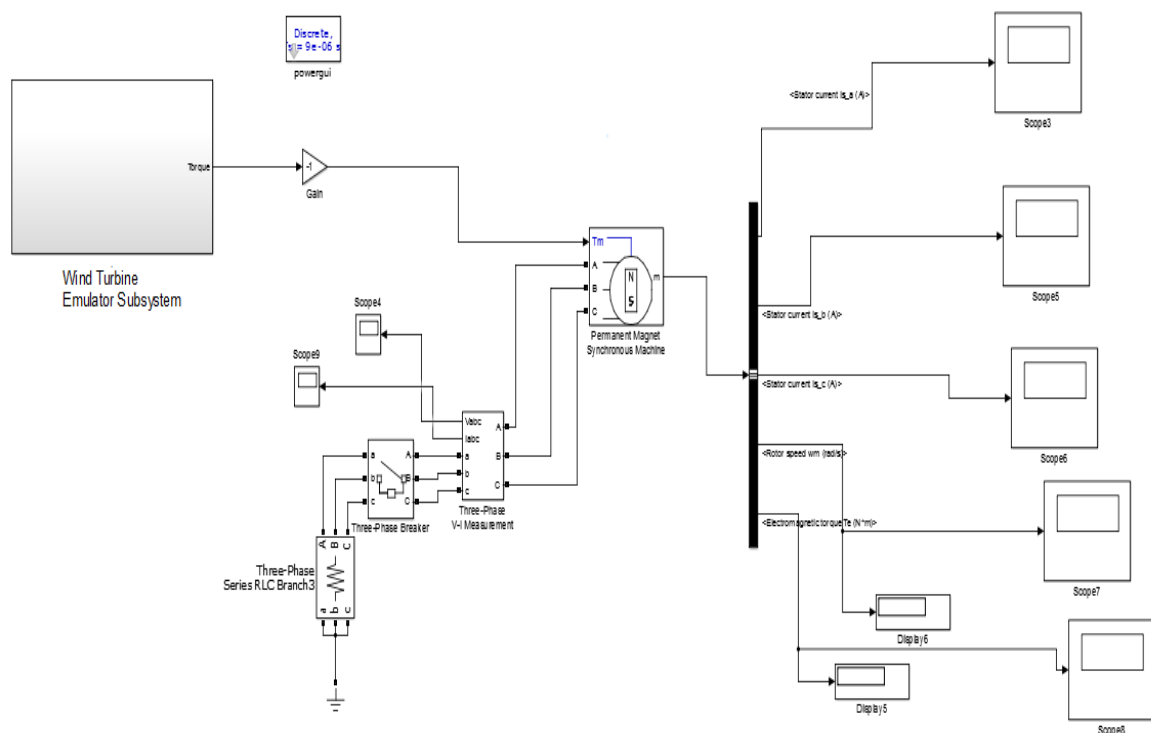 Discrete,
s = 9e-06 s
powergui
Torque
-1
Gain
Wind Turbine
Emulator Subsystem
<Stator current is_a (A)>
Scope3
Tm
A
B
C
m
N
S
Permanent Magnet
Synchronous Machine
Scope5
<Stator current is_b (A)>
Scope4
Scope9
<Stator current is_c (A)>
Scope6
Vabc
Iabc
a
b
c
A
B
C
Three-Phase
V-I Measurement
a
b
c
A
B
C
Three-Phase Breaker
<Rotor speed wm (rad/s)>
<Electromagnetic torque Te (N*m)>
Scope7
A B C
a b c
Three-Phase
Series RLC Branch3
Display6
Display5
Scope8